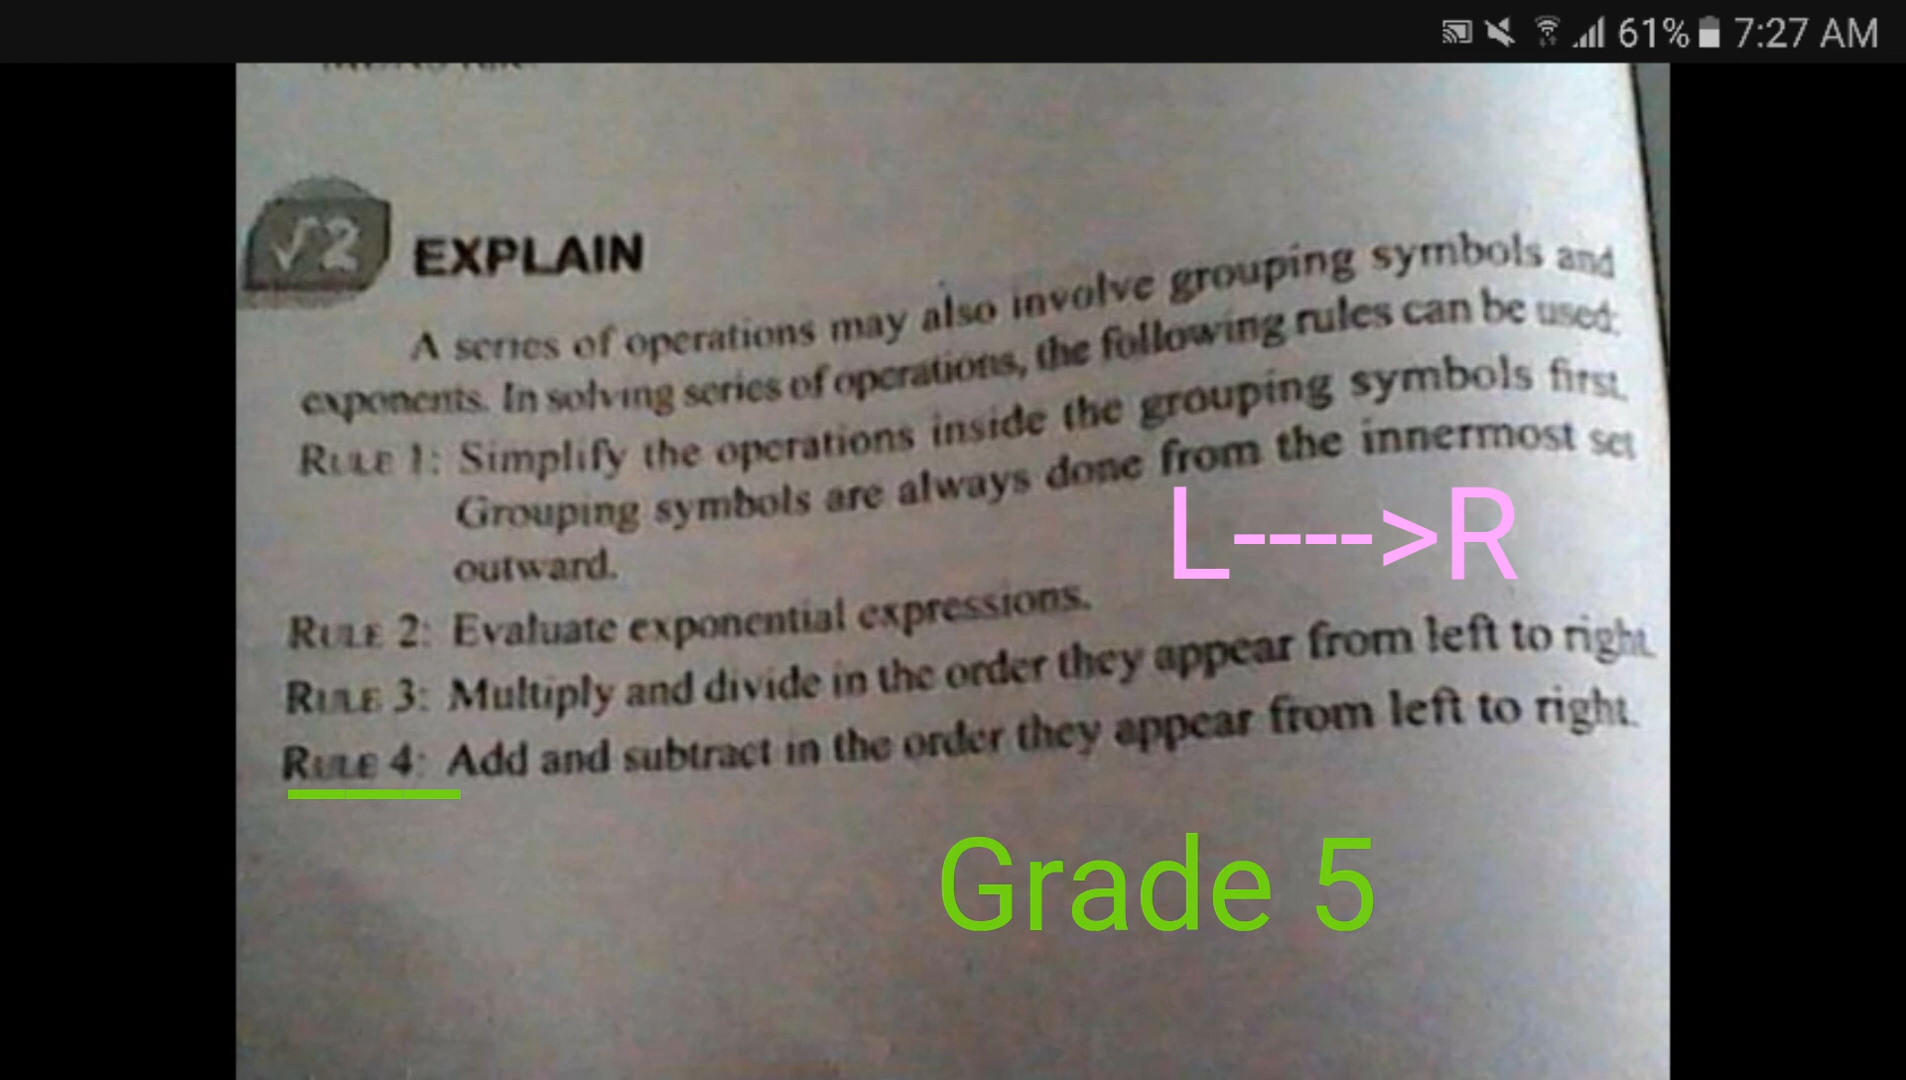 61% 7:27 AM
√2 EXPLAIN
A series of operations may also involve grouping symbols and
exponents. In solving series of operations, the following rules can be used:
RULE 1: Simplify the operations inside the grouping symbols first.
Grouping symbols are always done from the innermost set
outward.
L---->R
RULE 2: Evaluate exponential expressions.
RULE 3: Multiply and divide in the order they appear from left to right.
RULE 4: Add and subtract in the order they appear from left to right.
Grade 5